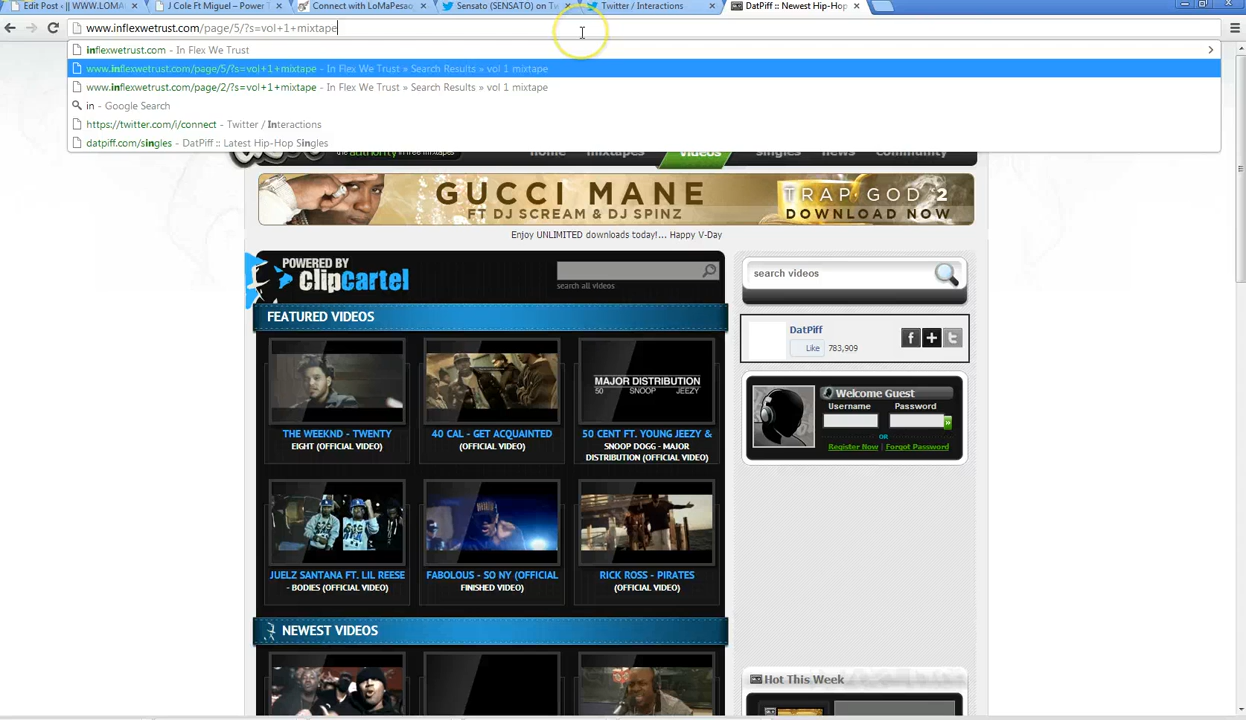 Edit Post ‹ || WWW.LOMA
J Cole Ft Miguel – Power T
Connect with LoMaPesao
Sensato (SENSATO) on Tw
Twitter / Interactions
DatPiff :: Newest Hip-Hop
www.inflexwetrust.com/page/5/?s=vol+1+mixtape
inflexwetrust.com - In Flex We Trust
www.inflexwetrust.com/page/5/?s=vol+1+mixtape - In Flex We Trust » Search Results » vol 1 mixtape
www.inflexwetrust.com/page/2/?s=vol+1+mixtape - In Flex We Trust » Search Results » vol 1 mixtape
in - Google Search
https://twitter.com/i/connect - Twitter / Interactions
datpiff.com/singles - DatPiff :: Latest Hip-Hop Singles
the authority in free mixtapes
home mixtapes videos singles news community
GUCCI MANE
FT DJ SCREAM & DJ SPINZ
TRAP GOD 2
DOWNLOAD NOW
Enjoy UNLIMITED downloads today!... Happy V-Day
POWERED BY
ClipCartel
search all videos
search videos
FEATURED VIDEOS
DatPiff
Like 783,909
MAJOR DISTRIBUTION
50 SNOOP JEEZY
Welcome Guest
Username Password
OR
Register Now | Forgot Password
THE WEEKND - TWENTY
EIGHT (OFFICIAL VIDEO)
40 CAL - GET ACQUAINTED
(OFFICIAL VIDEO)
50 CENT FT. YOUNG JEEZY &
SNOOP DOGG - MAJOR
DISTRIBUTION (OFFICIAL VIDEO)
JUELZ SANTANA FT. LIL REESE
- BODIES (OFFICIAL VIDEO)
FABOLOUS - SO NY (OFFICIAL
FINISHED VIDEO)
RICK ROSS - PIRATES
(OFFICIAL VIDEO)
NEWEST VIDEOS
Hot This Week